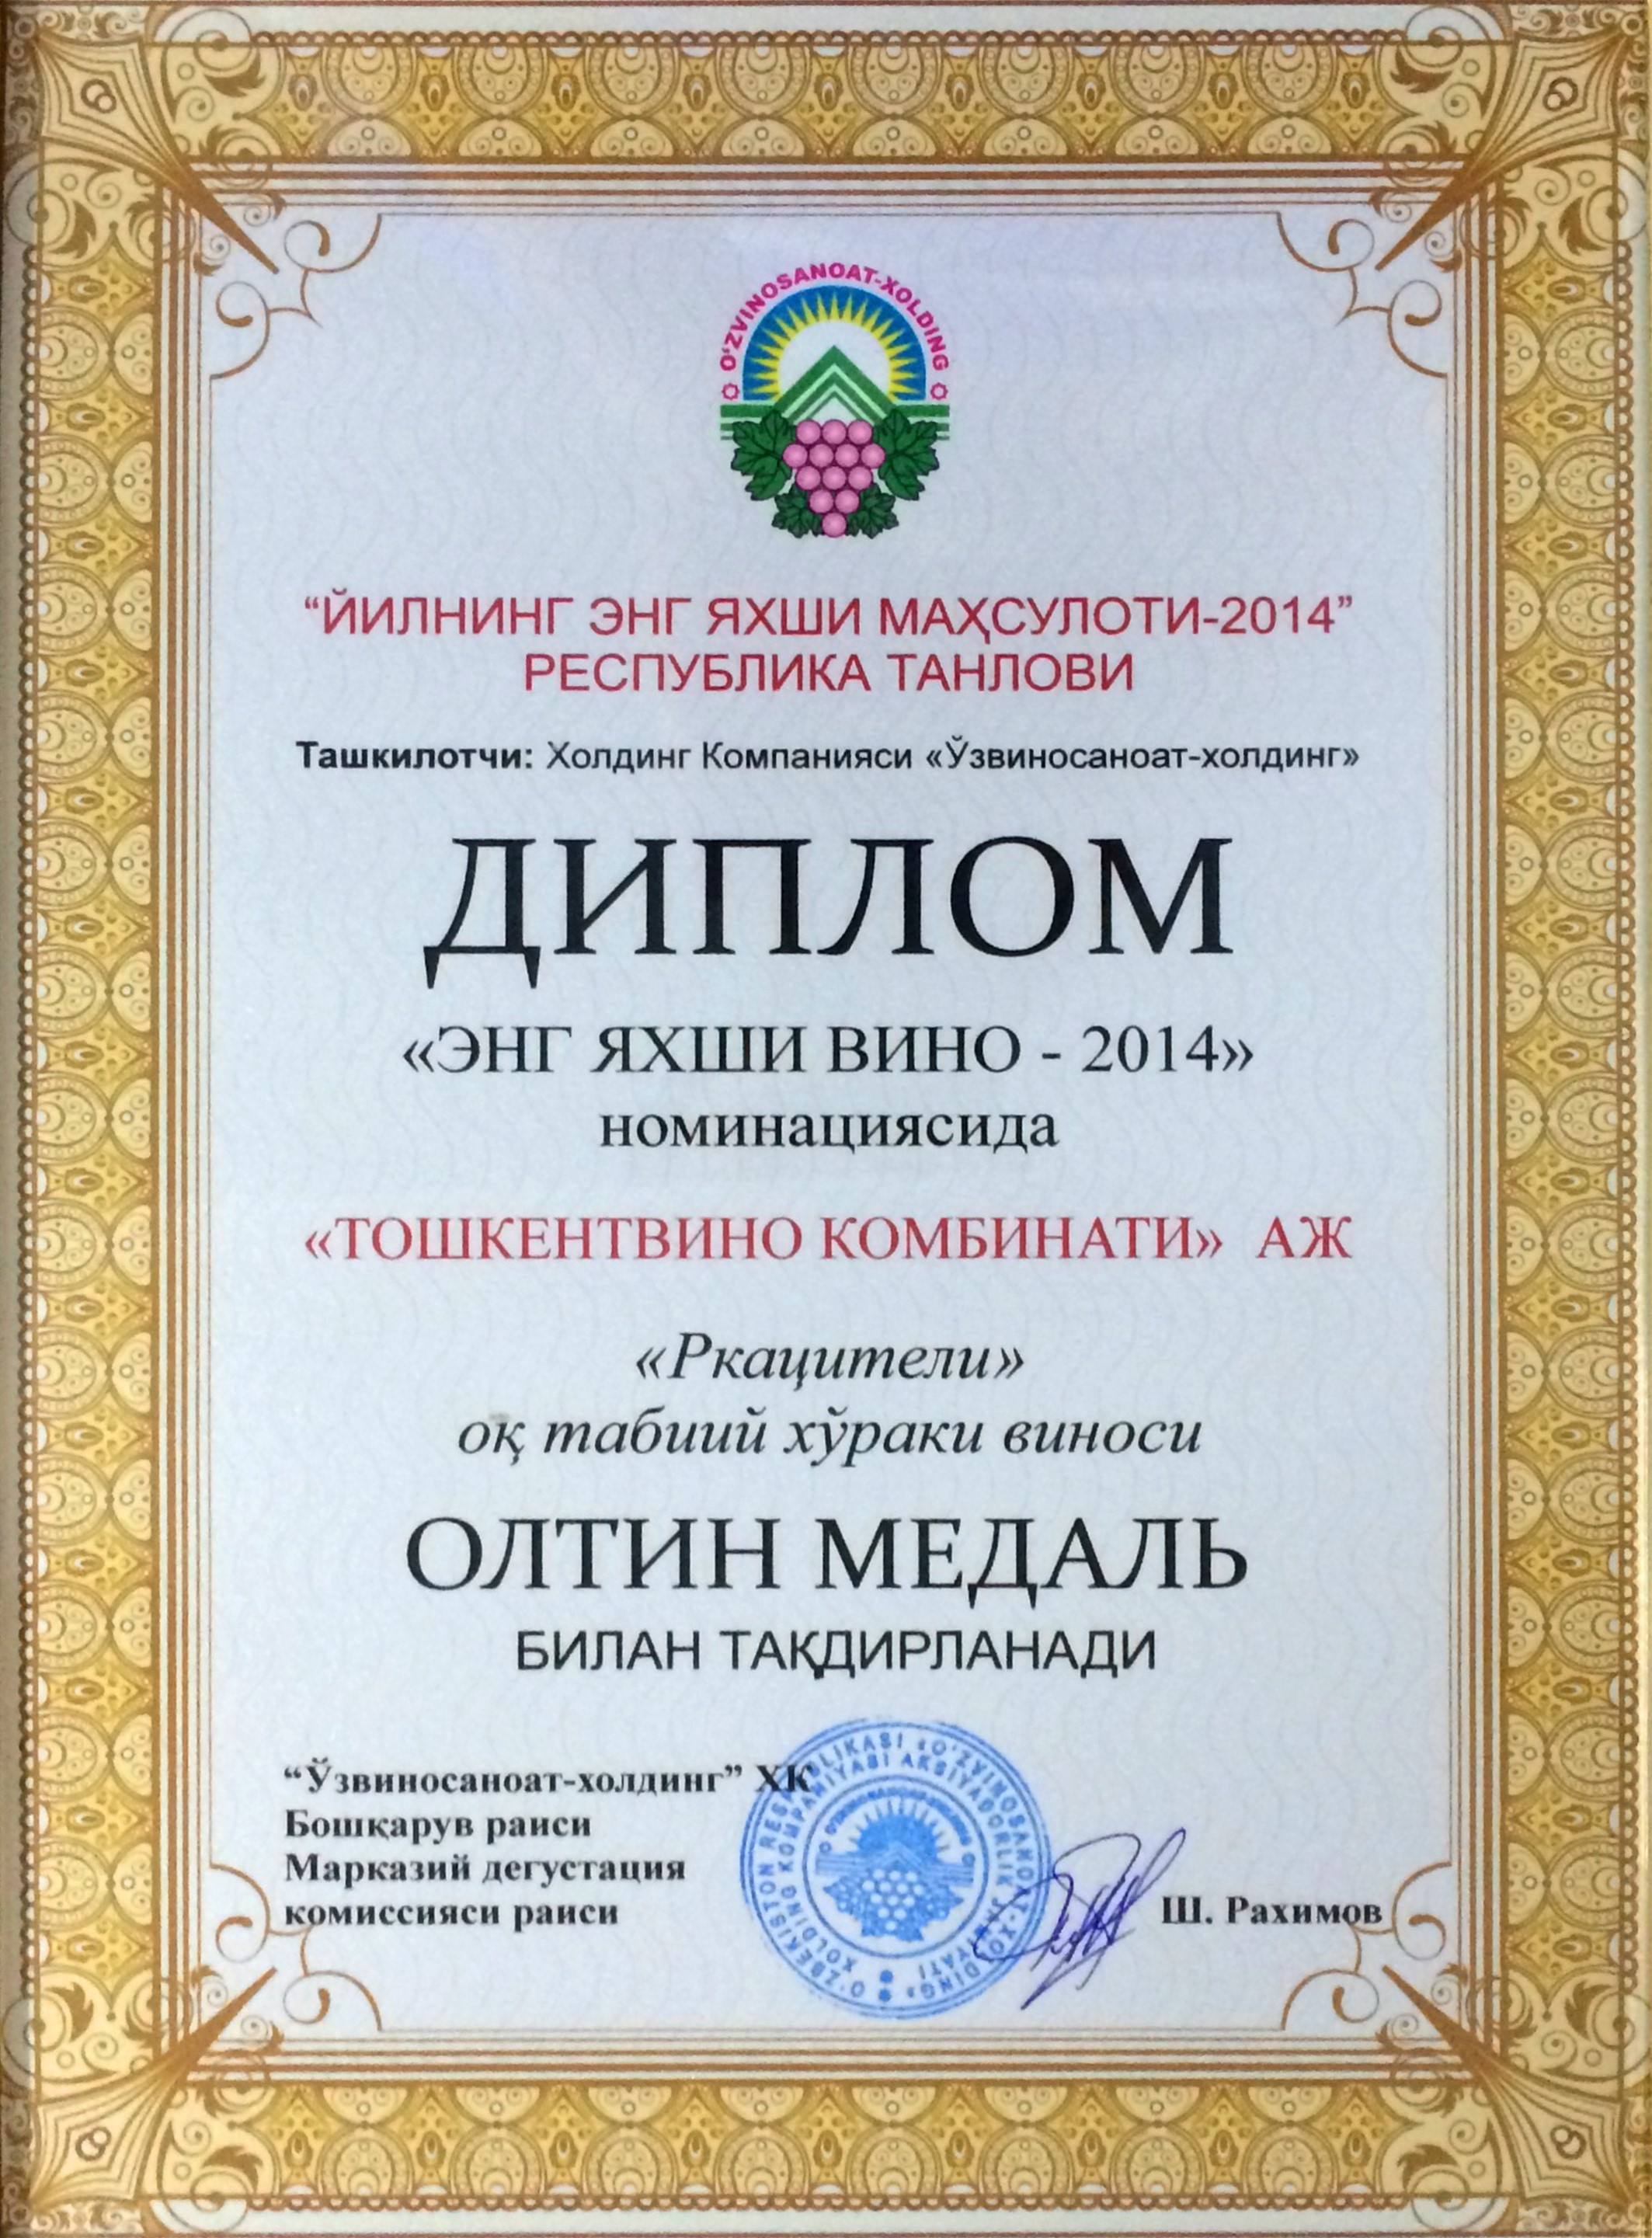 O'ZVINOSANOAT-XOLDING
“ЙИЛНИНГ ЭНГ ЯХШИ МАҲСУЛОТИ-2014”
РЕСПУБЛИКА ТАНЛОВИ
Ташкилотчи: Холдинг Компанияси «Ўзвиносаноат-холдинг»
ДИПЛОМ
«ЭНГ ЯХШИ ВИНО - 2014»
номинациясида
«ТОШКЕНТВИНО КОМБИНАТИ» АЖ
«Ркацители»
оқ табиий хўраки виноси
ОЛТИН МЕДАЛЬ
БИЛАН ТАҚДИРЛАНАДИ
“Ўзвиносаноат-холдинг” ХК
Бошқарув раиси
Марказий дегустация
комиссияси раиси
Ш. Рахимов
O'ZBEKISTON RESPUBLIKASI «O'ZVINOSANOAT-XOLDING»
XOLDING KOMPANIYASI AKSIYADORLIK